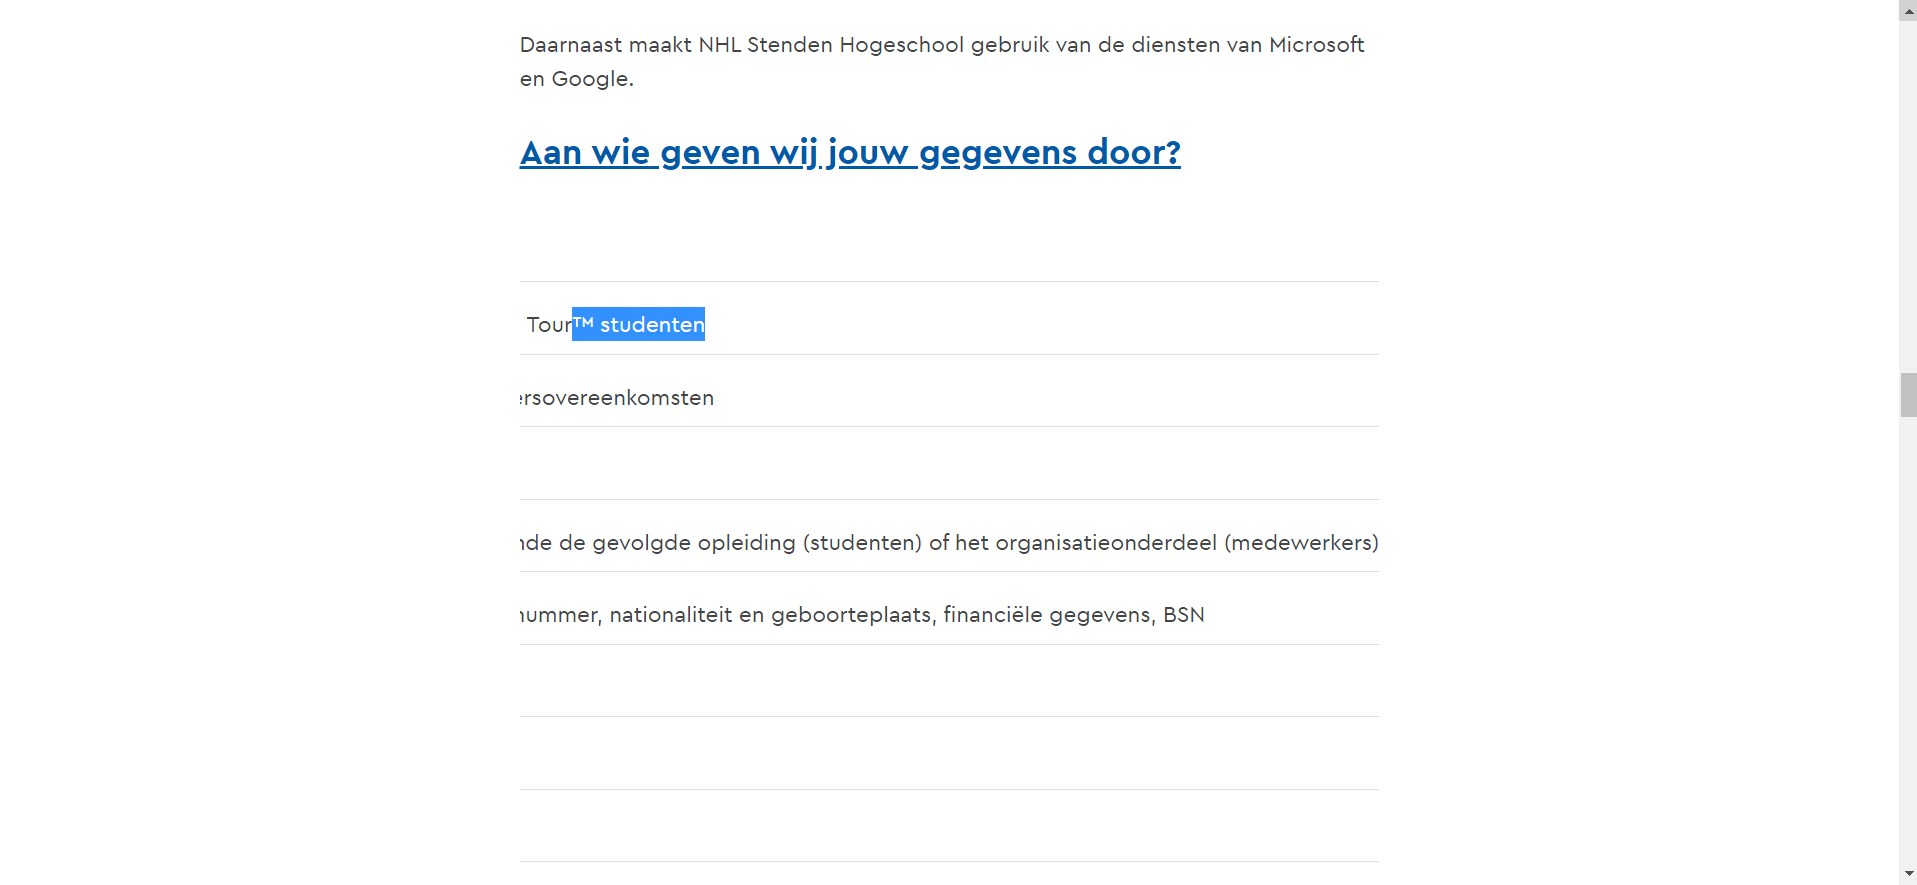 Daarnaast maakt NHL Stenden Hogeschool gebruik van de diensten van Microsoft
en Google.
Aan wie geven wij jouw gegevens door?
Tour™ studenten
ersovereenkomsten
nde de gevolgde opleiding (studenten) of het organisatieonderdeel (medewerkers)
nummer, nationaliteit en geboorteplaats, financiële gegevens, BSN